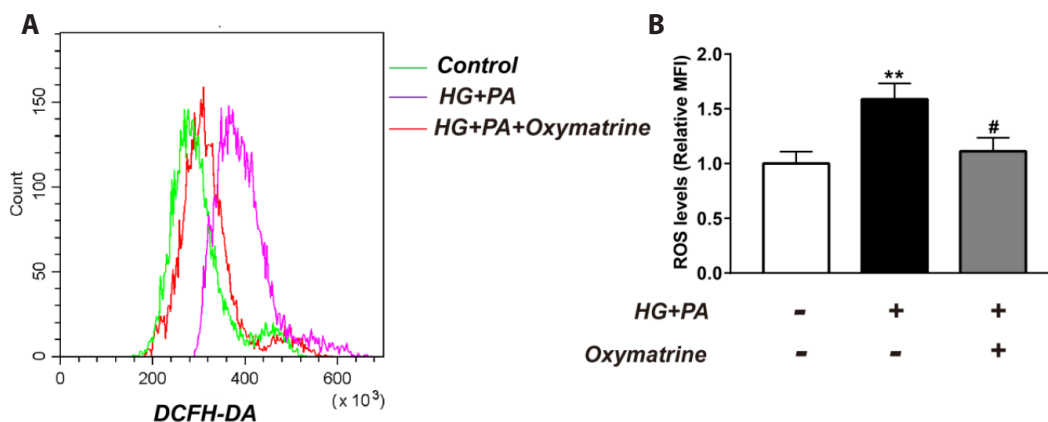 A
Count
150
100
50
0
0
200
400
600
(x 10³)
DCFH-DA
Control
HG+PA
HG+PA+Oxymatrine
B
ROS levels (Relative MFI)
2.0
1.5
1.0
0.5
0.0
**
#
HG+PA - + +
Oxymatrine - - +